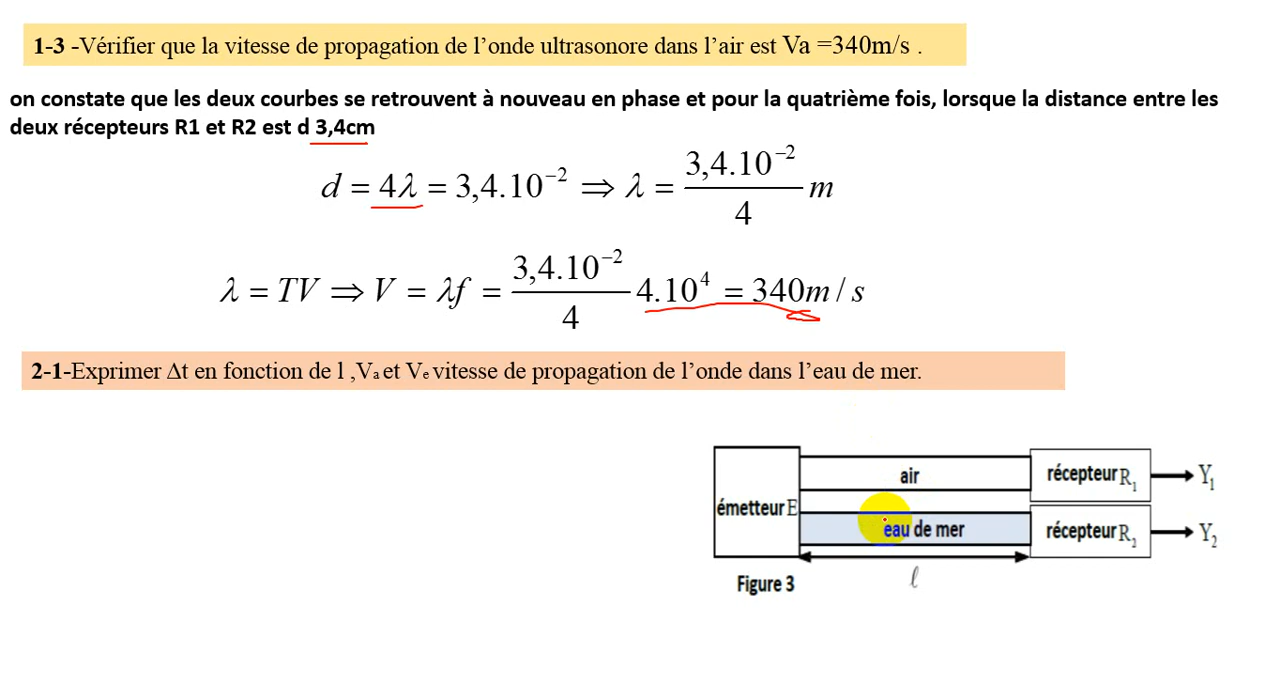 1-3 -Vérifier que la vitesse de propagation de l’onde ultrasonore dans l’air est Va =340m/s .
on constate que les deux courbes se retrouvent à nouveau en phase et pour la quatrième fois, lorsque la distance entre les
deux récepteurs R1 et R2 est d 3,4cm
d = 4λ = 3,4.10⁻² ⇒ λ = 3,4.10⁻² / 4 m
λ = TV ⇒ V = λf = 3,4.10⁻² / 4 4.10⁴ = 340m / s
2-1-Exprimer Δt en fonction de l ,Vₐ et Vₑ vitesse de propagation de l’onde dans l’eau de mer.
air
récepteur R₁
Y₁
émetteur E
eau de mer
récepteur R₂
Y₂
Figure 3
ℓ